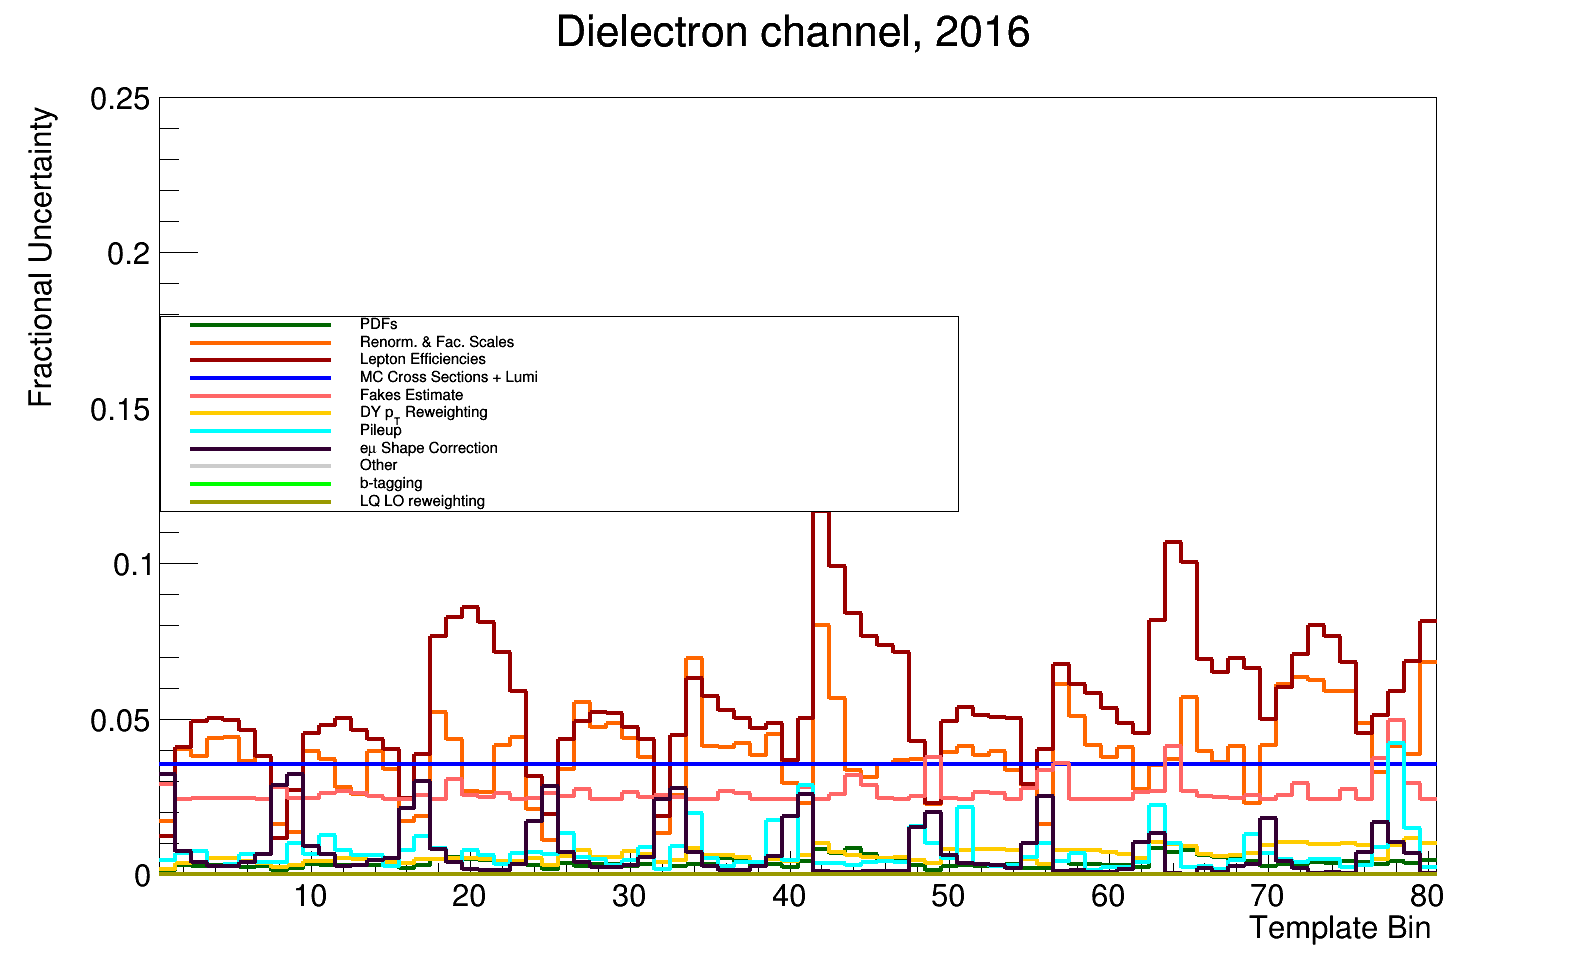 Dielectron channel, 2016
Fractional Uncertainty
0.25
0.2
0.15
0.1
0.05
0
PDFs
Renorm. & Fac. Scales
Lepton Efficiencies
MC Cross Sections + Lumi
Fakes Estimate
DY pT Reweighting
Pileup
eμ Shape Correction
Other
b-tagging
LQ LO reweighting
10 20 30 40 50 60 70 80
Template Bin